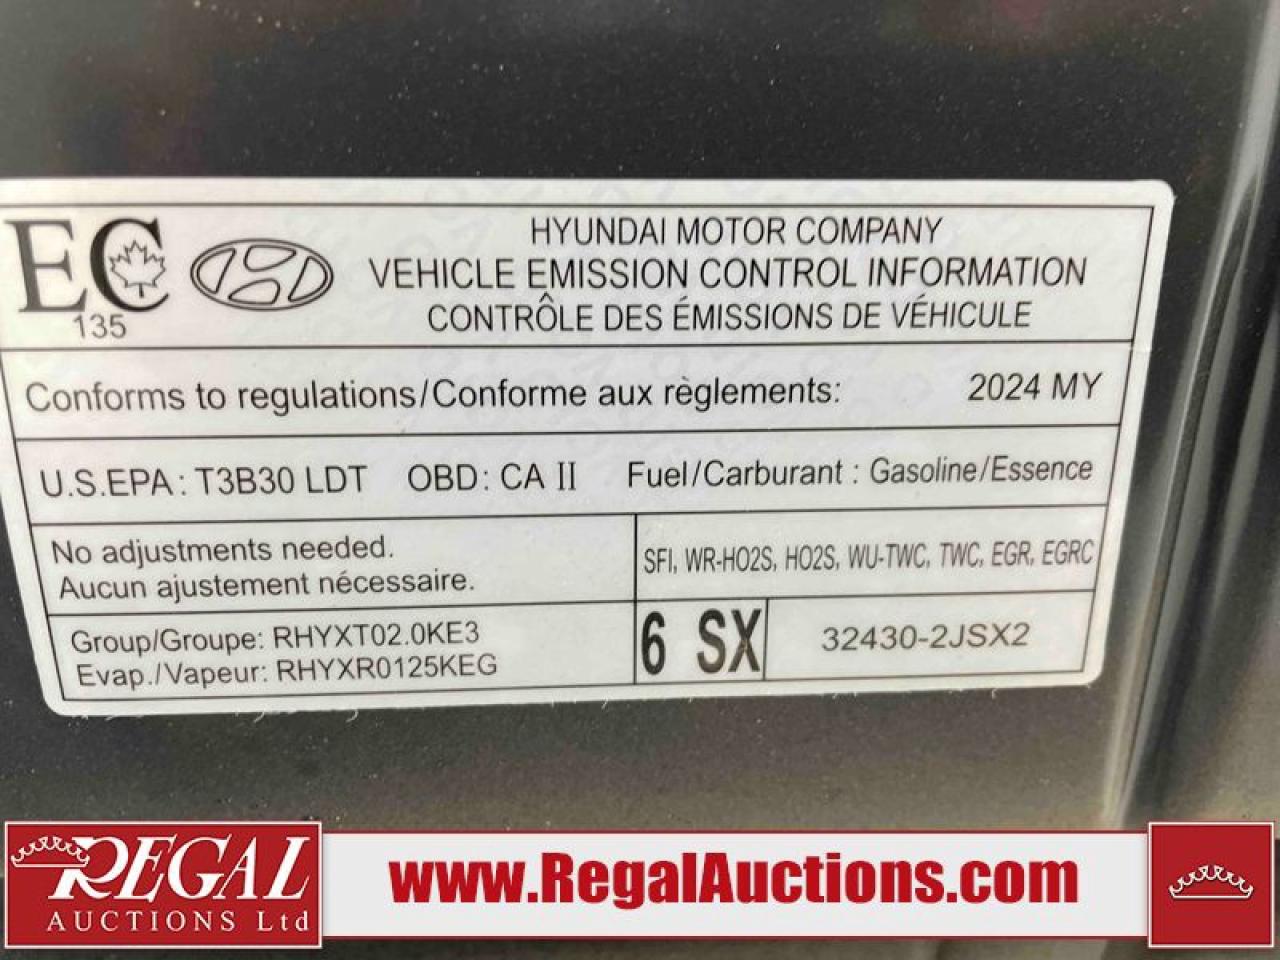 EC
135
HYUNDAI MOTOR COMPANY
VEHICLE EMISSION CONTROL INFORMATION
CONTRÔLE DES ÉMISSIONS DE VÉHICULE
Conforms to regulations/Conforme aux règlements: 2024 MY
U.S.EPA: T3B30 LDT OBD: CA II Fuel/Carburant : Gasoline/Essence
No adjustments needed.
Aucun ajustement nécessaire.
SFI, WR-HO2S, HO2S, WU-TWC, TWC, EGR, EGRC
Group/Groupe: RHYXT02.0KE3
Evap./Vapeur: RHYXR0125KEG
6 SX
32430-2JSX2
REGAL
AUCTIONS Ltd
www.RegalAuctions.com